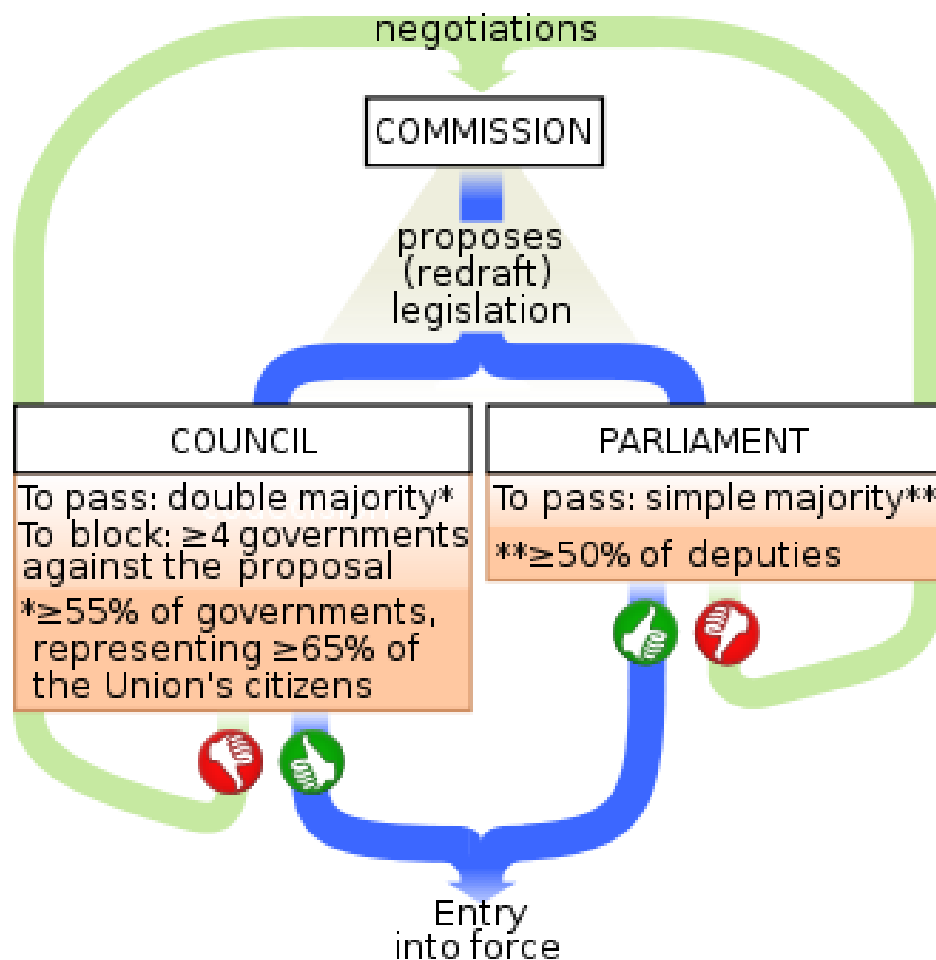 negotiations
COMMISSION
proposes
(redraft)
legislation
COUNCIL
To pass: double majority*
To block: ≥4 governments
against the proposal
*≥55% of governments,
representing ≥65% of
the Union's citizens
PARLIAMENT
To pass: simple majority**
**≥50% of deputies
Entry
into force